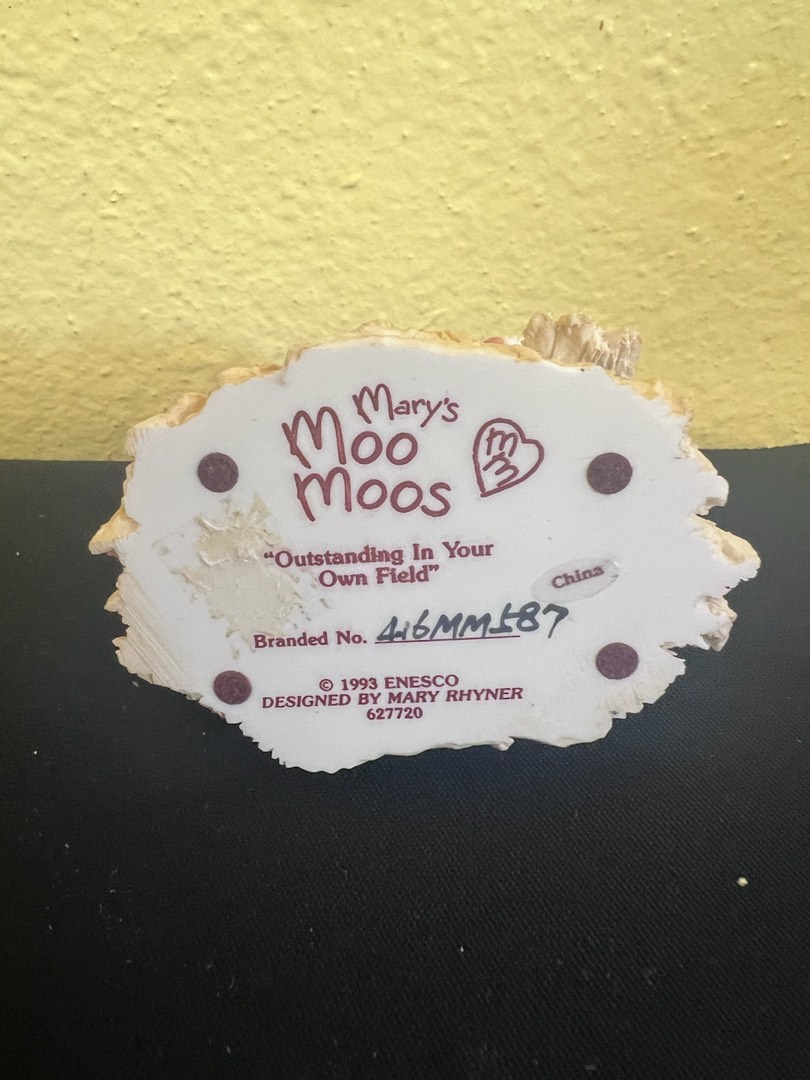 Mary's
Moo
Moos
mm
"Outstanding In Your
Own Field"
China
Branded No. 4i6MM587
© 1993 ENESCO
DESIGNED BY MARY RHYNER
627720